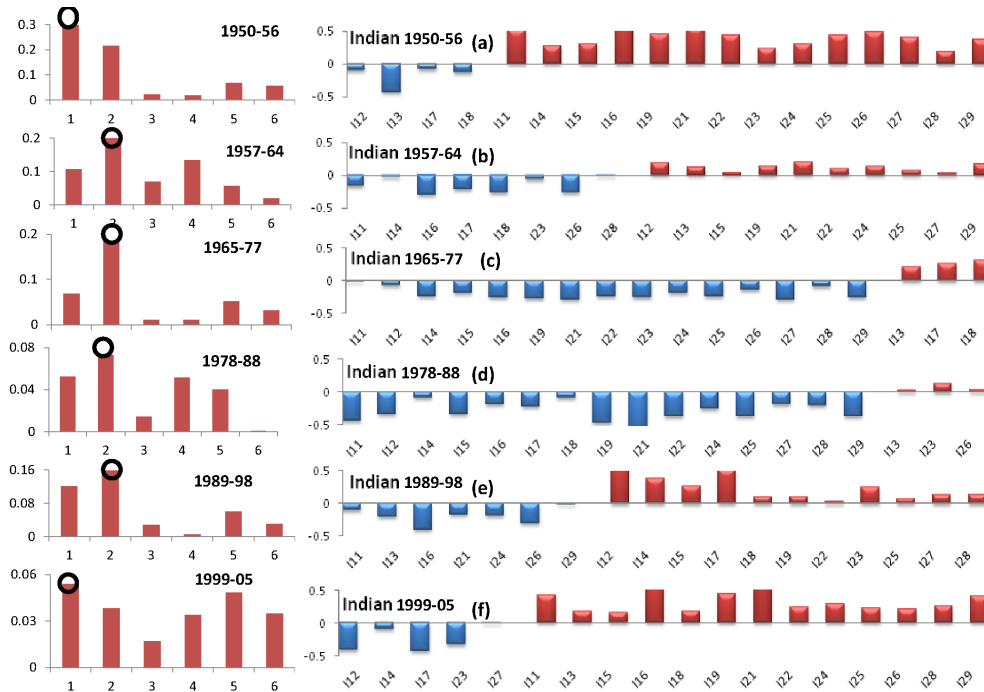 0.3
0.2
0.1
0
1950-56
1 2 3 4 5 6
0.5
0
-0.5
Indian 1950-56 (a)
I12 I13 I17 I18 I11 I14 I15 I16 I19 I21 I22 I23 I24 I25 I26 I27 I28 I29
0.2
0.1
0
1957-64
1 2 3 4 5 6
0.5
0
-0.5
Indian 1957-64 (b)
I11 I14 I16 I17 I18 I23 I26 I28 I12 I13 I15 I19 I21 I22 I24 I25 I27 I29
0.2
0.1
0
1965-77
1 2 3 4 5 6
0.5
0
-0.5
Indian 1965-77 (c)
I11 I12 I14 I15 I16 I19 I21 I22 I23 I24 I25 I26 I27 I28 I29 I13 I17 I18
0.08
0.04
0
1978-88
1 2 3 4 5 6
0.5
0
-0.5
Indian 1978-88 (d)
I11 I12 I14 I15 I16 I17 I18 I19 I21 I22 I24 I25 I27 I28 I29 I13 I23 I26
0.16
0.08
0
1989-98
1 2 3 4 5 6
0.5
0
-0.5
Indian 1989-98 (e)
I11 I13 I16 I21 I24 I26 I29 I12 I14 I15 I17 I18 I19 I22 I23 I25 I27 I28
0.06
0.03
0
1999-05
1 2 3 4 5 6
0.5
0
-0.5
Indian 1999-05 (f)
I12 I14 I17 I23 I27 I11 I13 I15 I16 I18 I19 I21 I22 I24 I25 I26 I28 I29